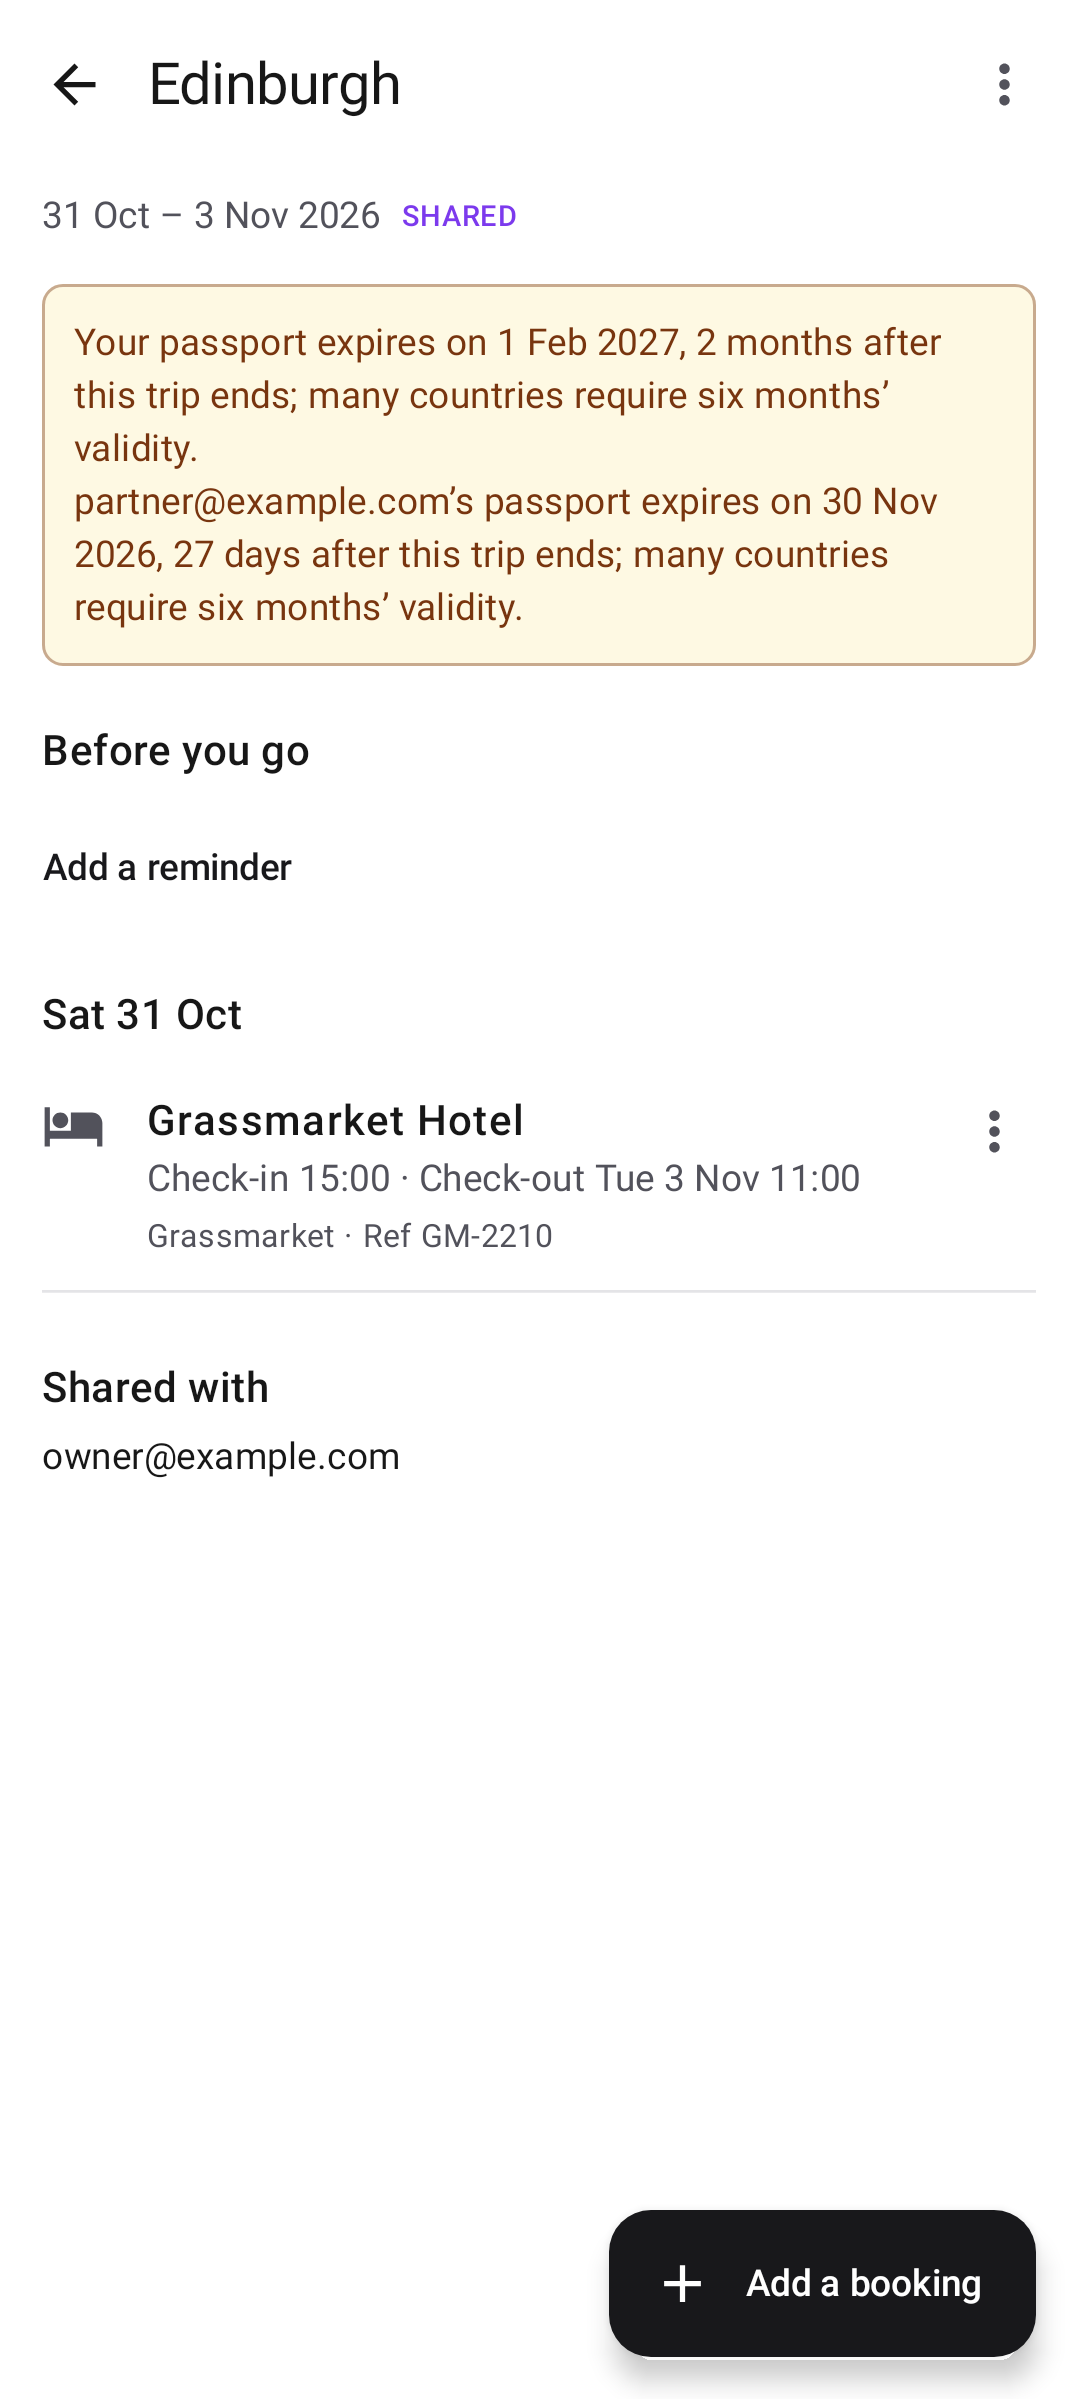 Edinburgh
31 Oct – 3 Nov 2026 SHARED
Your passport expires on 1 Feb 2027, 2 months after
this trip ends; many countries require six months’
validity.
partner@example.com’s passport expires on 30 Nov
2026, 27 days after this trip ends; many countries
require six months’ validity.
Before you go
Add a reminder
Sat 31 Oct
Grassmarket Hotel
Check-in 15:00 · Check-out Tue 3 Nov 11:00
Grassmarket · Ref GM-2210
Shared with
owner@example.com
Add a booking